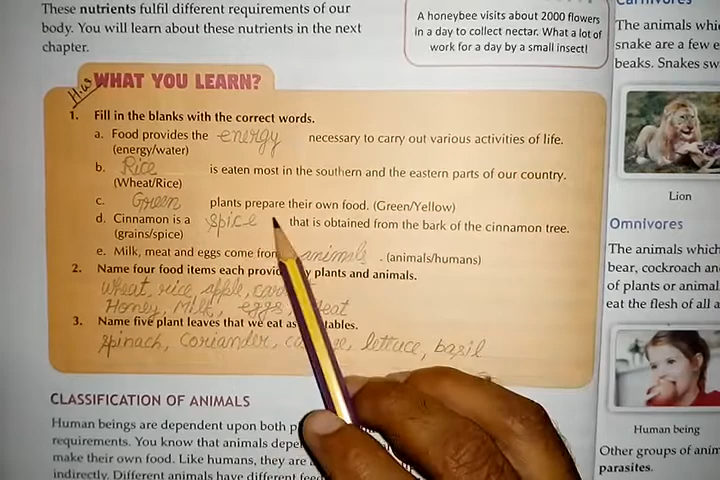 These nutrients fulfil different requirements of our
body. You will learn about these nutrients in the next
chapter.
A honeybee visits about 2000 flowers
in a day to collect nectar. What a lot of
work for a day by a small insect!
H.W
WHAT YOU LEARN?
1. Fill in the blanks with the correct words.
a. Food provides the energy necessary to carry out various activities of life.
(energy/water)
b. Rice is eaten most in the southern and the eastern parts of our country.
(Wheat/Rice)
c. Green plants prepare their own food. (Green/Yellow)
d. Cinnamon is a spice that is obtained from the bark of the cinnamon tree.
(grains/spice)
e. Milk, meat and eggs come from animals. (animals/humans)
2. Name four food items each by plants and animals.
wheat, rice, apple,
Honey, Milk, eggs,
3. Name five plant leaves that we eat as
spinach, coriander, lettuce, basil
CLASSIFICATION OF ANIMALS
Human beings are dependent upon both
requirements. You know that animals
make their own food. Like humans, they are
indirectly. Different animals have different
Carnivores
The animals
snake are a few
beaks. Snakes
Lion
Omnivores
The animals which
bear, cockroach
of plants or
eat the flesh of all
Human being
Other groups of
parasites.